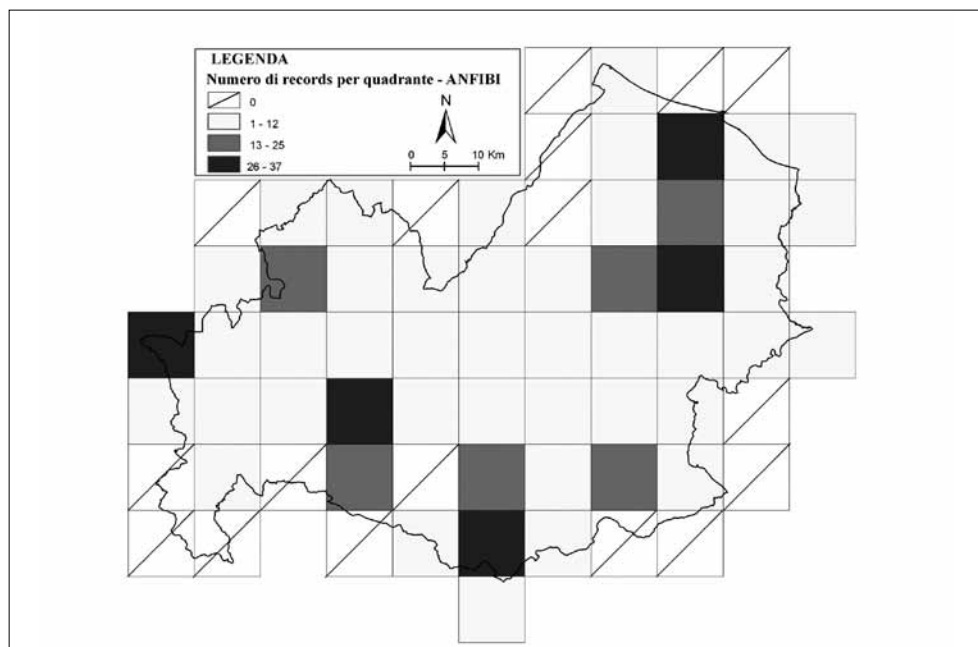 LEGENDA
Numero di records per quadrante - ANFIBI
0
1 - 12
13 - 25
26 - 37
N
0 5 10 Km